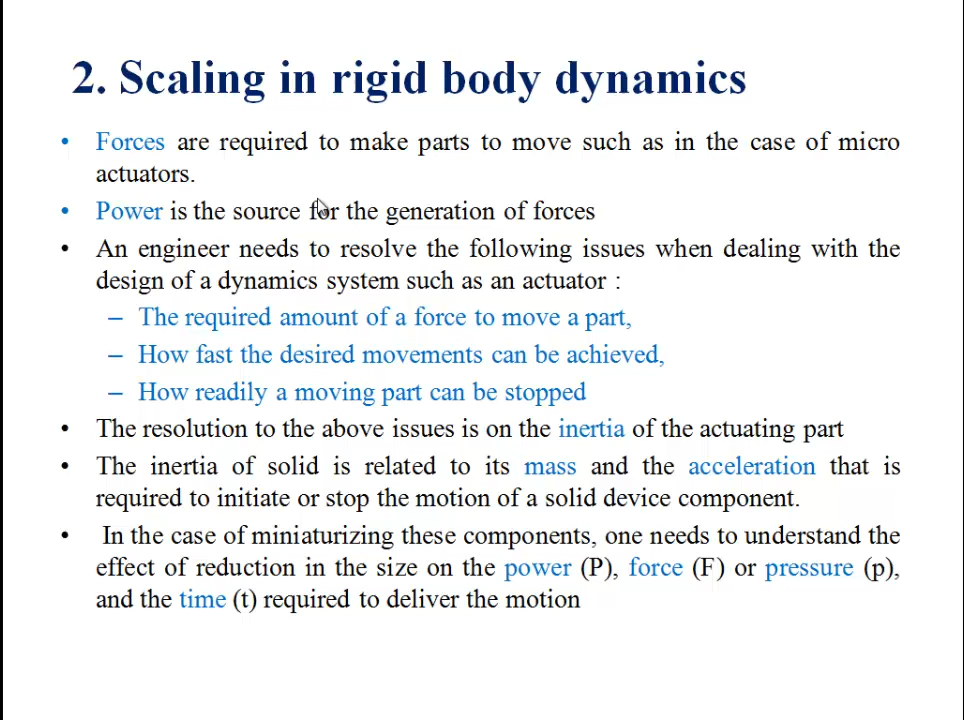 2. Scaling in rigid body dynamics
• Forces are required to make parts to move such as in the case of micro
actuators.
• Power is the source for the generation of forces
• An engineer needs to resolve the following issues when dealing with the
design of a dynamics system such as an actuator :
– The required amount of a force to move a part,
– How fast the desired movements can be achieved,
– How readily a moving part can be stopped
• The resolution to the above issues is on the inertia of the actuating part
• The inertia of solid is related to its mass and the acceleration that is
required to initiate or stop the motion of a solid device component.
• In the case of miniaturizing these components, one needs to understand the
effect of reduction in the size on the power (P), force (F) or pressure (p),
and the time (t) required to deliver the motion